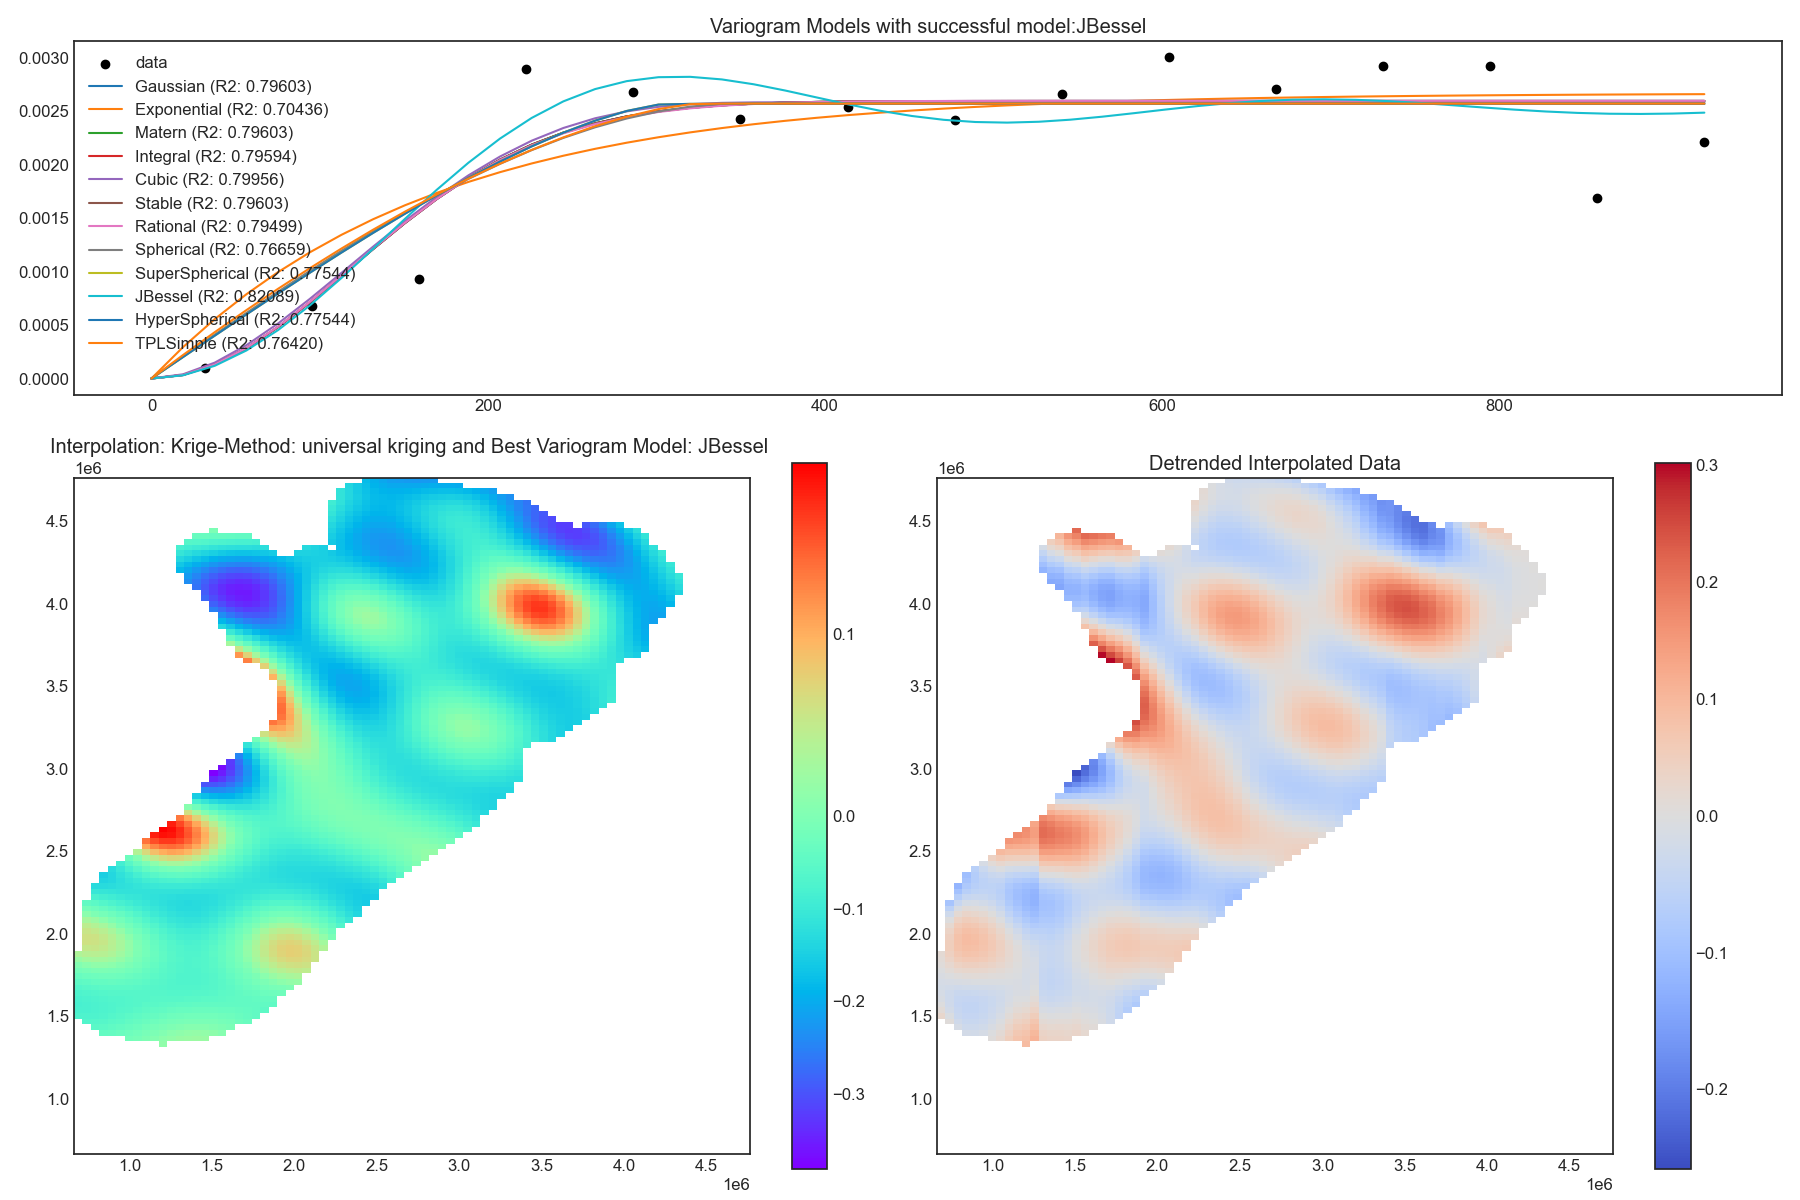 Variogram Models with successful model:JBessel
0.0030
0.0025
0.0020
0.0015
0.0010
0.0005
0.0000
data
Gaussian (R2: 0.79603)
Exponential (R2: 0.70436)
Matern (R2: 0.79603)
Integral (R2: 0.79594)
Cubic (R2: 0.79956)
Stable (R2: 0.79603)
Rational (R2: 0.79499)
Spherical (R2: 0.76659)
SuperSpherical (R2: 0.77544)
JBessel (R2: 0.82089)
HyperSpherical (R2: 0.77544)
TPLSimple (R2: 0.76420)
0 200 400 600 800
Interpolation: Krige-Method: universal kriging and Best Variogram Model: JBessel
1e6
4.5
4.0
3.5
3.0
2.5
2.0
1.5
1.0
1.0 1.5 2.0 2.5 3.0 3.5 4.0 4.5
1e6
0.1
0.0
−0.1
−0.2
−0.3
Detrended Interpolated Data
1e6
4.5
4.0
3.5
3.0
2.5
2.0
1.5
1.0
1.0 1.5 2.0 2.5 3.0 3.5 4.0 4.5
1e6
0.3
0.2
0.1
0.0
−0.1
−0.2